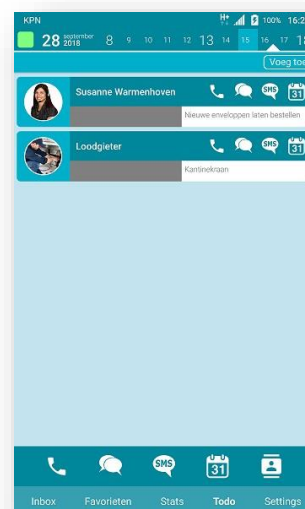 KPN H+ 100% 16:2
28 september 2018 8 9 10 11 12 13 14 15 16 17 18
Voeg toe
Susanne Warmenhoven SMS 31
Nieuwe enveloppen laten bestellen
Loodgieter SMS 31
Kantinekraan
SMS 31
Inbox Favorieten Stats Todo Settings